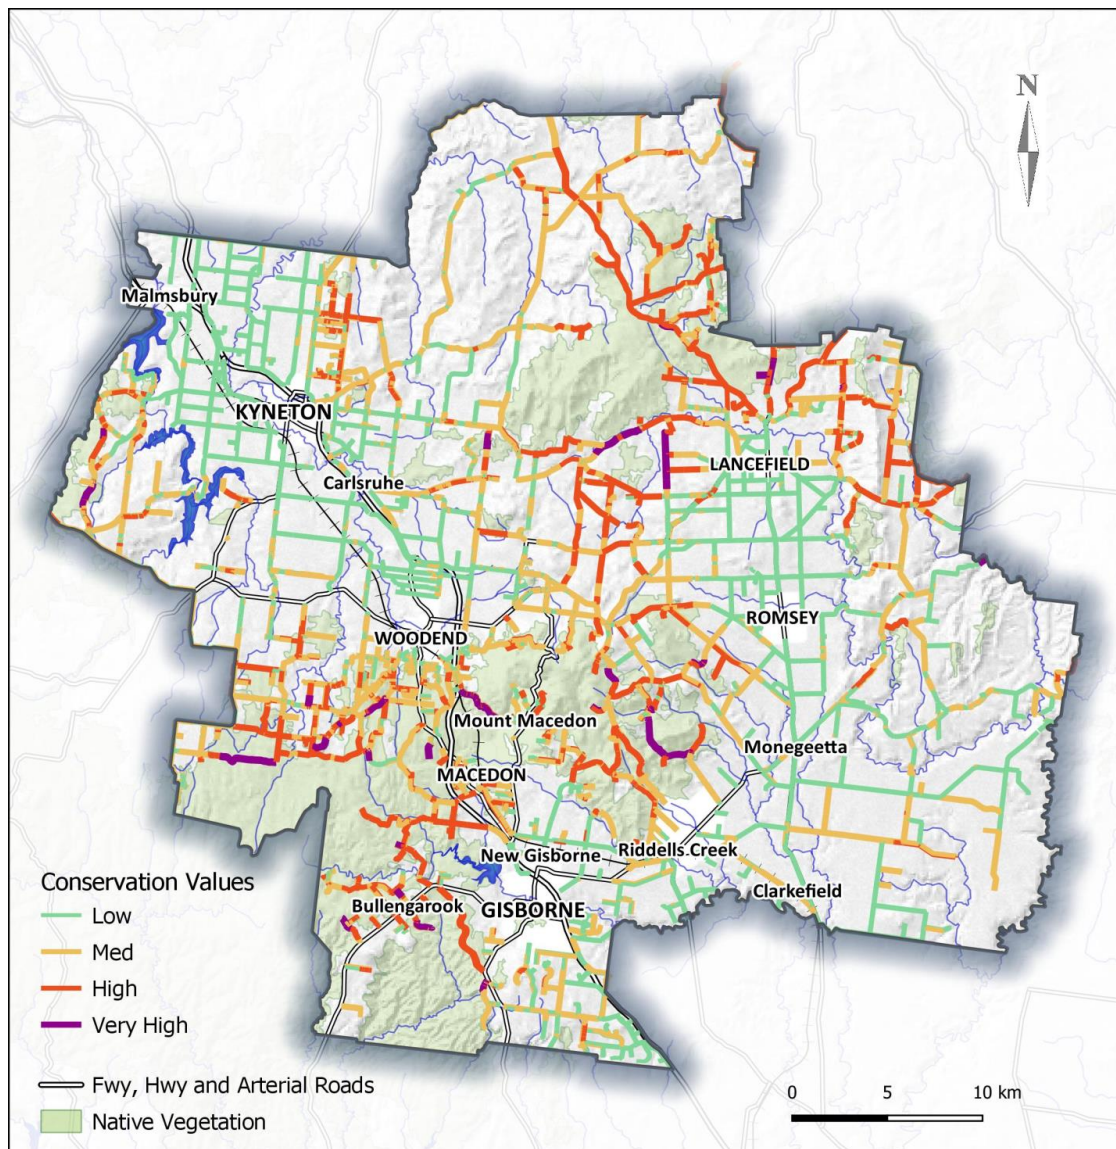 N
Malmsbury
KYNETON
LANCEFIELD
Carlsruhe
ROMSEY
WOODEND
Mount Macedon
Monegeetta
MACEDON
New Gisborne
Riddells Creek
Clarkefield
Bullengarook
GISBORNE
Conservation Values
Low
Med
High
Very High
Fwy, Hwy and Arterial Roads
Native Vegetation
0 5 10 km